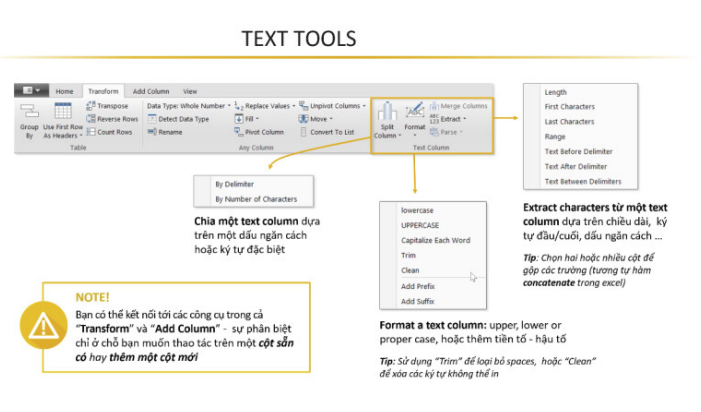 TEXT TOOLS
Home Transform Add Column View
Group By
Use First Row As Headers
Transpose
Reverse Rows
Count Rows
Table
Data Type: Whole Number
Detect Data Type
Rename
Replace Values
Fill
Pivot Column
Unpivot Columns
Move
Convert To List
Any Column
Split Column
Format
Merge Columns
ABC 123 Extract
Parse
Text Column
Length
First Characters
Last Characters
Range
Text Before Delimiter
Text After Delimiter
Text Between Delimiters
By Delimiter
By Number of Characters
Chia một text column dựa
trên một dấu ngăn cách
hoặc ký tự đặc biệt
lowercase
UPPERCASE
Capitalize Each Word
Trim
Clean
Add Prefix
Add Suffix
Extract characters từ một text
column dựa trên chiều dài, ký
tự đầu/cuối, dấu ngăn cách ...
Tip: Chọn hai hoặc nhiều cột để
gộp các trường (tương tự hàm
concatenate trong excel)
NOTE!
Bạn có thể kết nối tới các công cụ trong cả
“Transform” và “Add Column” - sự phân biệt
chỉ ở chỗ bạn muốn thao tác trên một cột sẵn
có hay thêm một cột mới
Format a text column: upper, lower or
proper case, hoặc thêm tiền tố - hậu tố
Tip: Sử dụng “Trim” để loại bỏ spaces, hoặc “Clean”
để xóa các ký tự không thể in